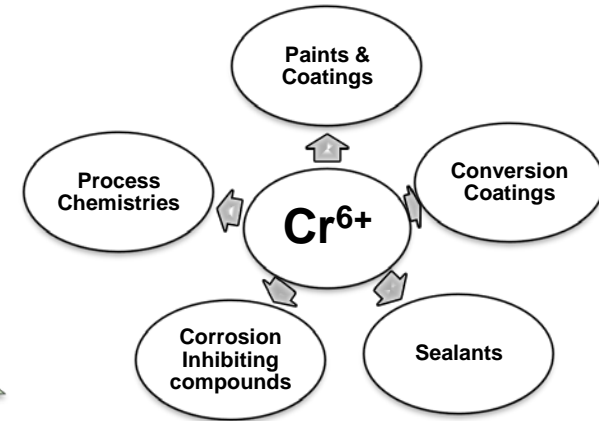 Paints &
Coatings
Process
Chemistries
Conversion
Coatings
Cr⁶⁺
Corrosion
Inhibiting
compounds
Sealants